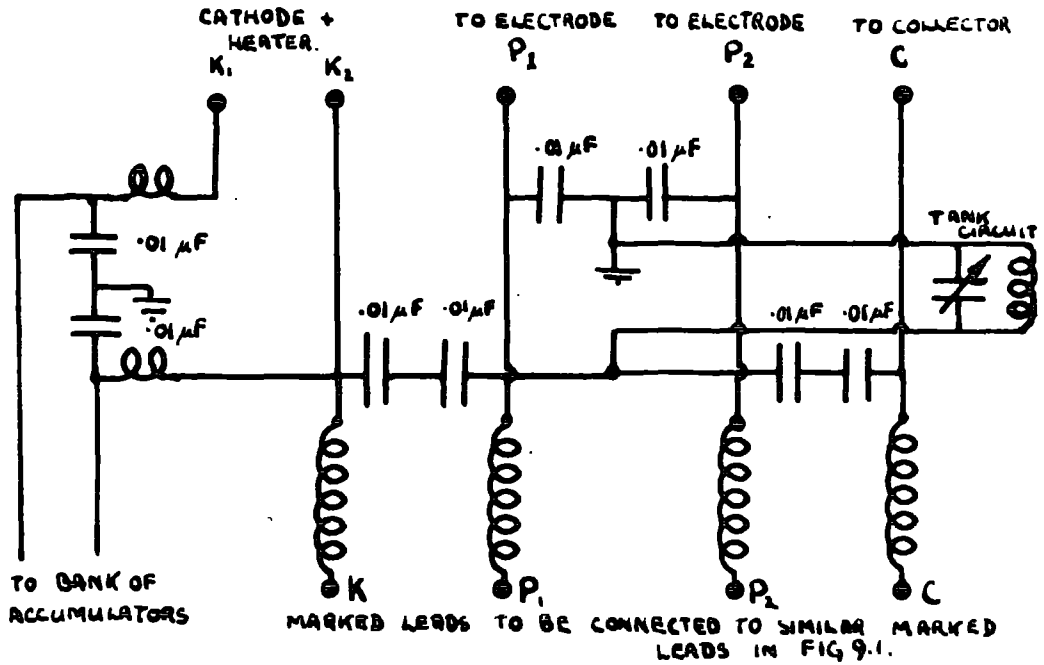 CATHODE +
HEATER.
K1
K2
TO ELECTRODE
P1
TO ELECTRODE
P2
TO COLLECTOR
C
.01 µF
.01 µF
.01 µF
.01 µF
TANK
CIRCUIT
.01 µF
.01 µF
.01 µF
.01 µF
TO BANK OF
ACCUMULATORS
K
P1
P2
C
MARKED LEADS TO BE CONNECTED TO SIMILAR MARKED
LEADS IN FIG 9.1.